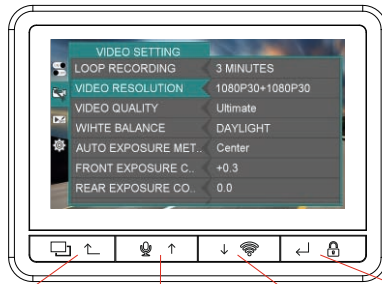 VIDEO SETTING
LOOP RECORDING 3 MINUTES
VIDEO RESOLUTION 1080P30+1080P30
VIDEO QUALITY Ultimate
WIHTE BALANCE DAYLIGHT
AUTO EXPOSURE MET.. Center
FRONT EXPOSURE C.. +0.3
REAR EXPOSURE CO.. 0.0